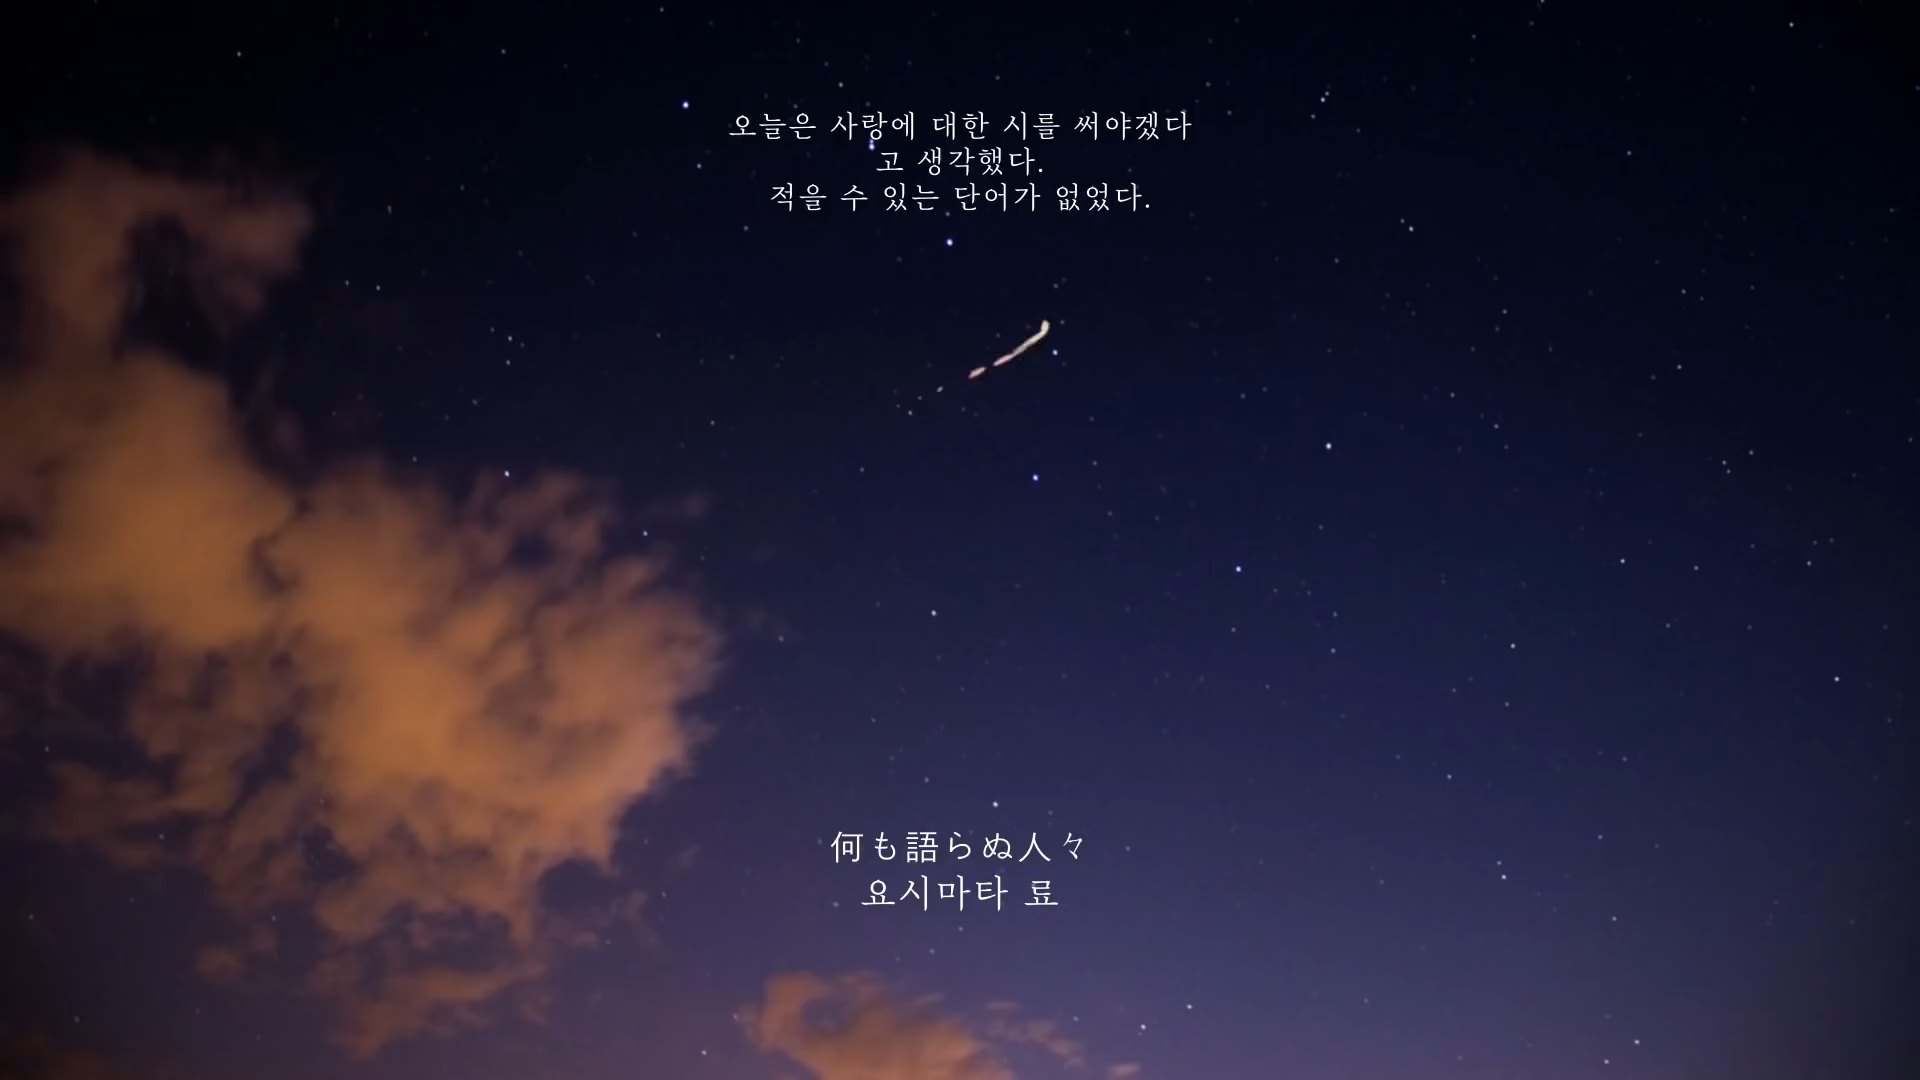 오늘은 사랑에 대한 시를 써야겠다
고 생각했다.
적을 수 있는 단어가 없었다.
何も語らぬ人々
요시마타 료